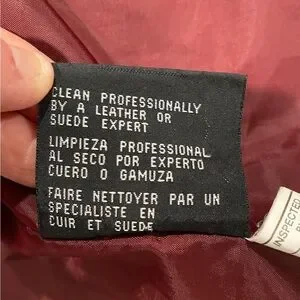 CLEAN PROFESSIONALLY
BY A LEATHER OR
SUEDE EXPERT
LIMPIEZA PROFESSIONAL
AL SECO POR EXPERTO
CUERO O GAMUZA
FAIRE NETTOYER PAR UN
SPECIALISTE EN
CUIR ET SUEDE
INSPECTED